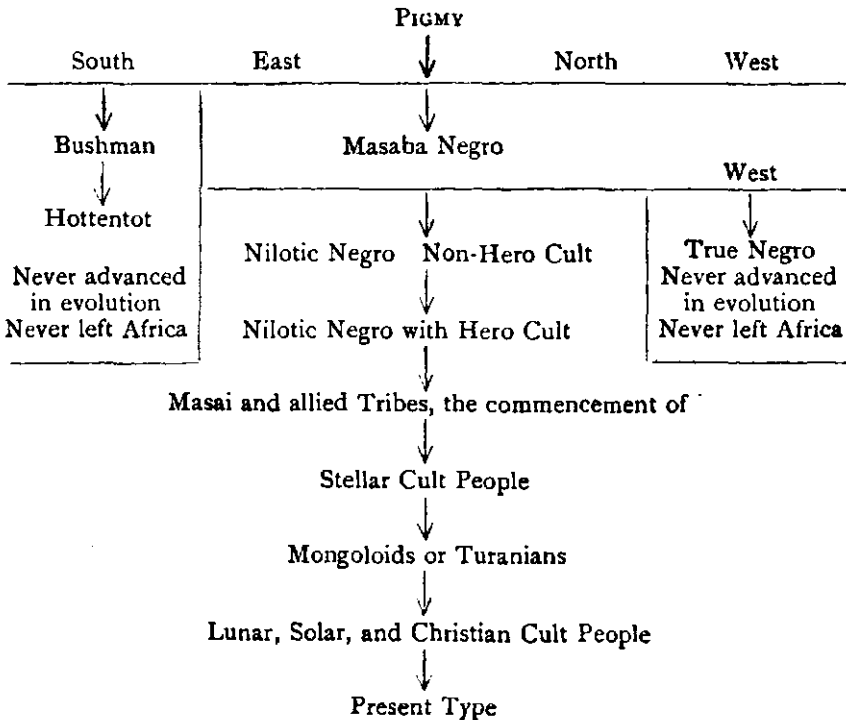 PIGMY
South East North West
Bushman Masaba Negro
West
Hottentot
Nilotic Negro Non-Hero Cult True Negro
Never advanced Never advanced
in evolution in evolution
Never left Africa Nilotic Negro with Hero Cult Never left Africa
Masai and allied Tribes, the commencement of
Stellar Cult People
Mongoloids or Turanians
Lunar, Solar, and Christian Cult People
Present Type